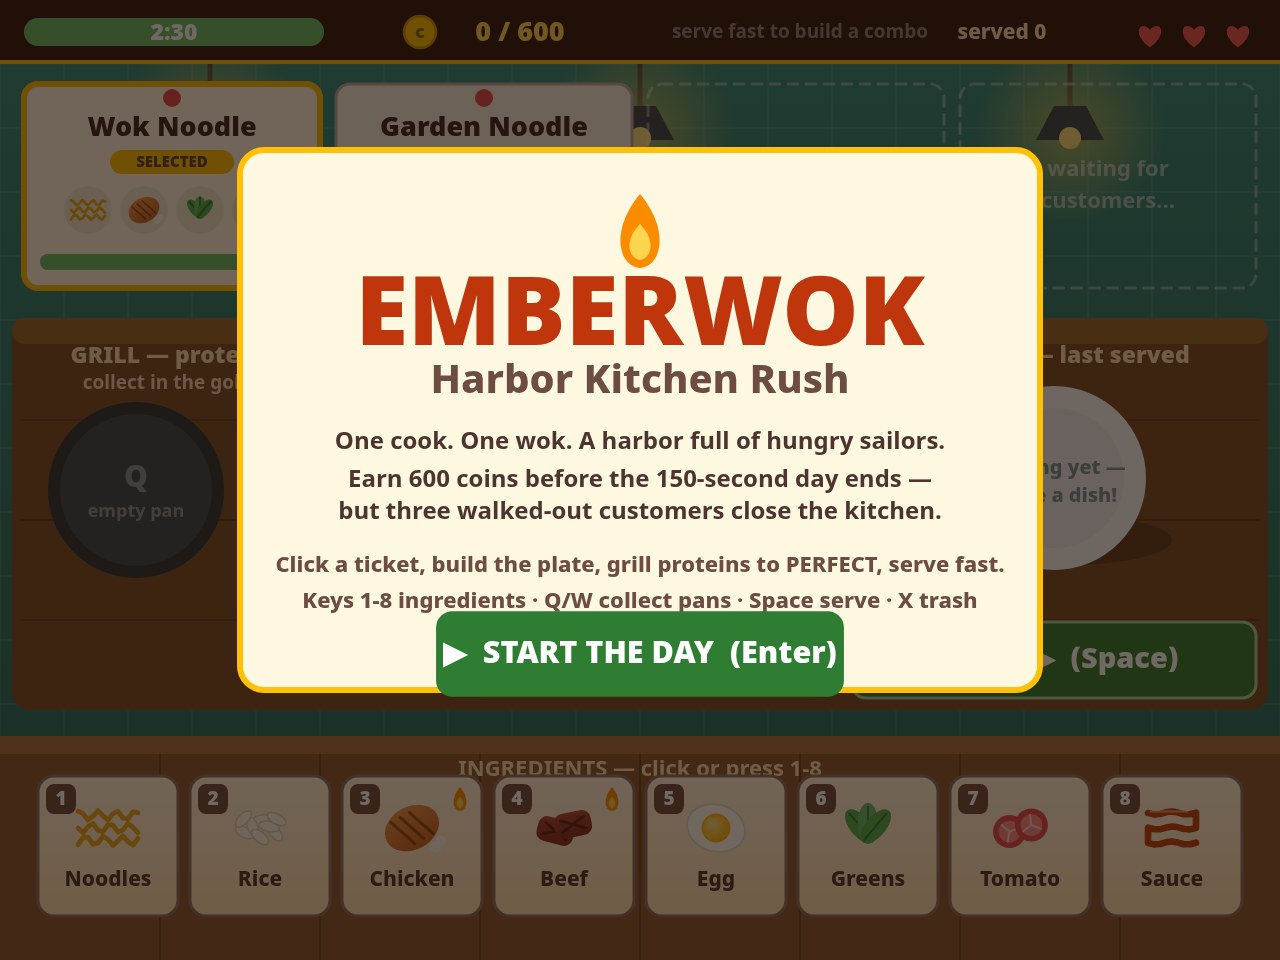 2:30
c
0 / 600
serve fast to build a combo
served 0
Wok Noodle
SELECTED
Garden Noodle
waiting for
customers...
GRILL — prote
collect in the gol
— last served
Q
empty pan
ng yet —
a dish!
EMBERWOK
Harbor Kitchen Rush
One cook. One wok. A harbor full of hungry sailors.
Earn 600 coins before the 150-second day ends —
but three walked-out customers close the kitchen.
Click a ticket, build the plate, grill proteins to PERFECT, serve fast.
Keys 1-8 ingredients · Q/W collect pans · Space serve · X trash
▶ START THE DAY (Enter)
▶ (Space)
INGREDIENTS — click or press 1-8
1
2
3
4
5
6
7
8
Noodles
Rice
Chicken
Beef
Egg
Greens
Tomato
Sauce